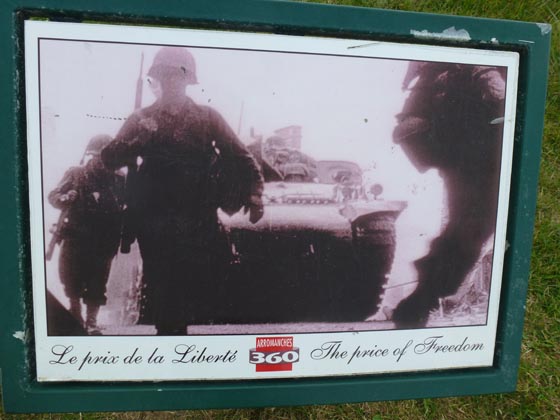 Le prix de la Liberté
ARROMANCHES
360
The price of Freedom